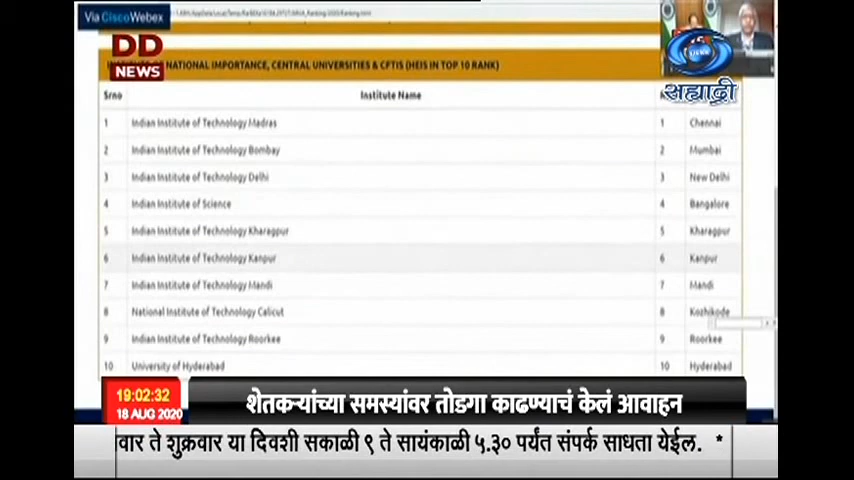 Via Cisco Webex
DD
NEWS
सह्याद्री
NATIONAL IMPORTANCE, CENTRAL UNIVERSITIES & CFTIS (HEIS IN TOP 10 RANK)
Srno Institute Name
1 Indian Institute of Technology Madras 1 Chennai
2 Indian Institute of Technology Bombay 2 Mumbai
3 Indian Institute of Technology Delhi 3 New Delhi
4 Indian Institute of Science 4 Bangalore
5 Indian Institute of Technology Kharagpur 5 Kharagpur
6 Indian Institute of Technology Kanpur 6 Kanpur
7 Indian Institute of Technology Mandi 7 Mandi
8 National Institute of Technology Calicut 8 Kozhikode
9 Indian Institute of Technology Roorkee 9 Roorkee
10 University of Hyderabad 10 Hyderabad
19:02:32
18 AUG 2020
शेतकऱ्यांच्या समस्यांवर तोडगा काढण्याचं केलं आवाहन
वार ते शुक्रवार या दिवशी सकाळी ९ ते सायंकाळी ५.३० पर्यंत संपर्क साधता येईल. *